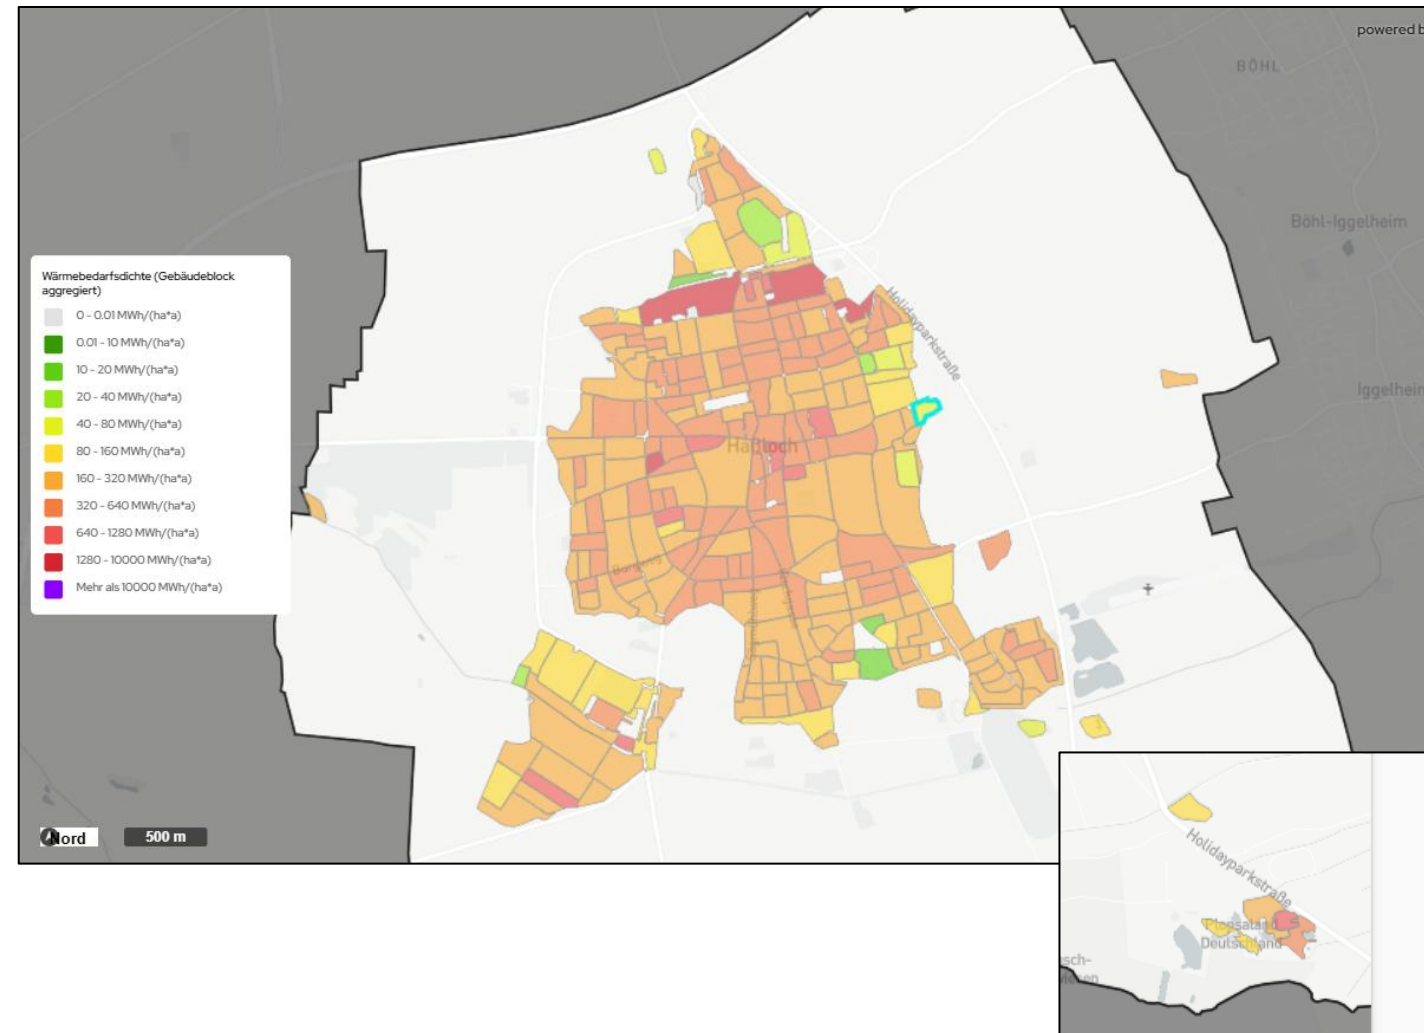 powered b
BÖHL
Böhl-Iggelheim
Wärmebedarfsdichte (Gebäudeblock
aggregiert)
0 - 0.01 MWh/(ha*a)
0.01 - 10 MWh/(ha*a)
10 - 20 MWh/(ha*a)
20 - 40 MWh/(ha*a)
40 - 80 MWh/(ha*a)
80 - 160 MWh/(ha*a)
160 - 320 MWh/(ha*a)
320 - 640 MWh/(ha*a)
640 - 1280 MWh/(ha*a)
1280 - 10000 MWh/(ha*a)
Mehr als 10000 MWh/(ha*a)
Holidayparkstraße
Iggelhein
Haßloch
Burgweg
Nord
500 m
Holidayparkstraße
Plopsaland
Deutschland
sch-